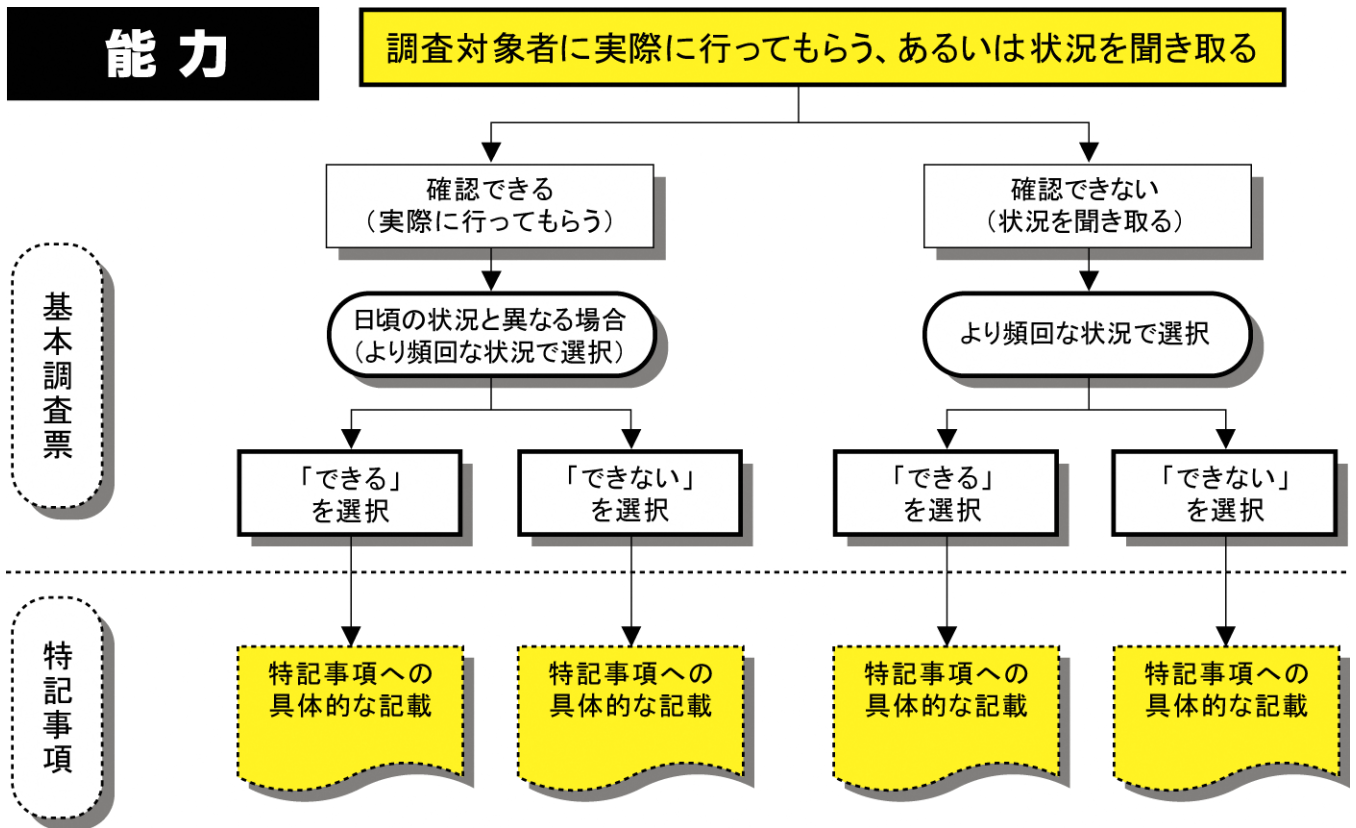 能力
調査対象者に実際に行ってもらう、あるいは状況を聞き取る
確認できる
（実際に行ってもらう）
確認できない
（状況を聞き取る）
基本調査票
日頃の状況と異なる場合
（より頻回な状況で選択）
より頻回な状況で選択
「できる」
を選択
「できない」
を選択
「できる」
を選択
「できない」
を選択
特記事項
特記事項への
具体的な記載
特記事項への
具体的な記載
特記事項への
具体的な記載
特記事項への
具体的な記載